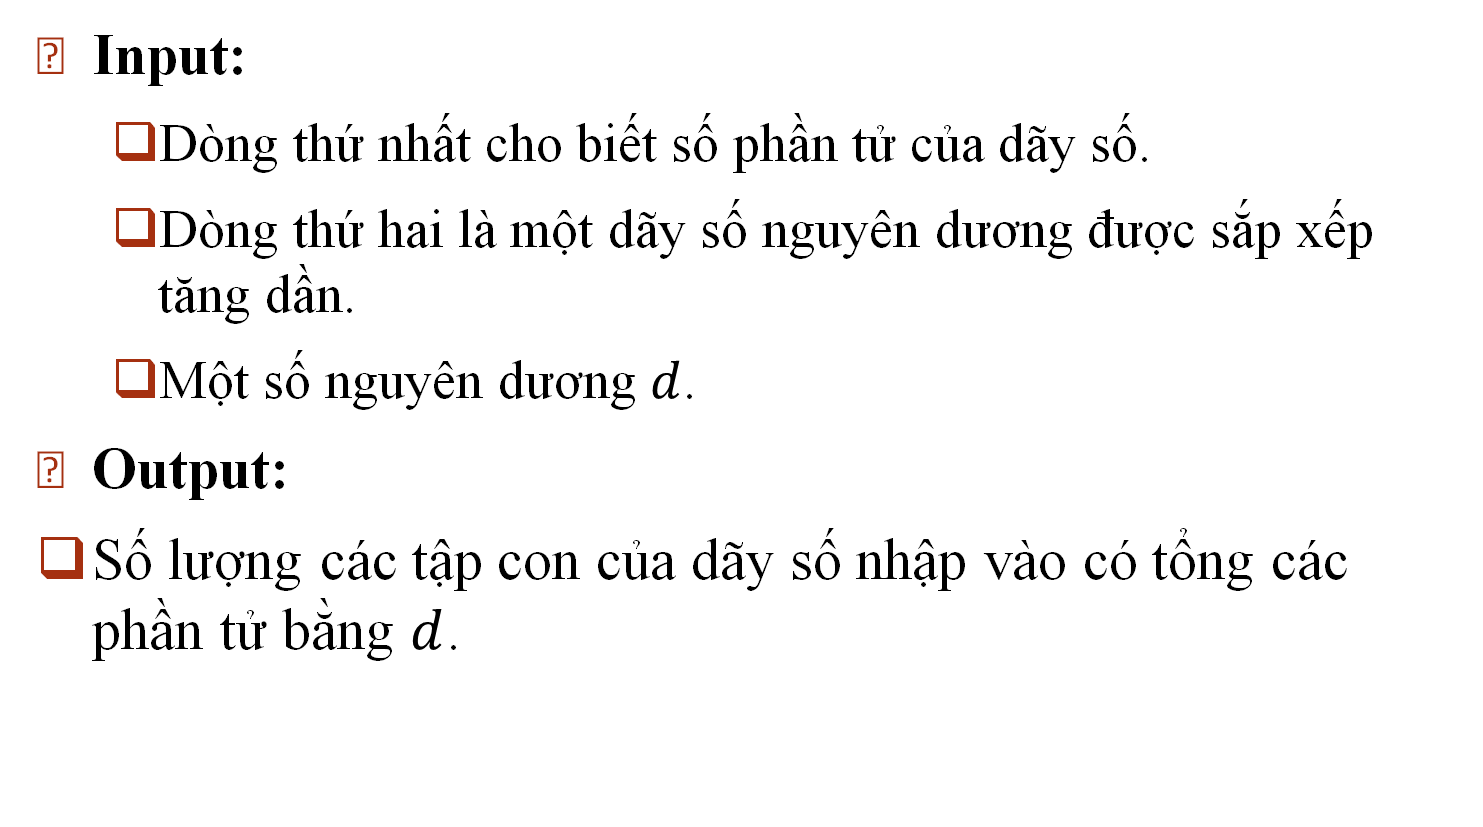 Input:
Dòng thứ nhất cho biết số phần tử của dãy số.
Dòng thứ hai là một dãy số nguyên dương được sắp xếp
tăng dần.
Một số nguyên dương d.
Output:
Số lượng các tập con của dãy số nhập vào có tổng các
phần tử bằng d.